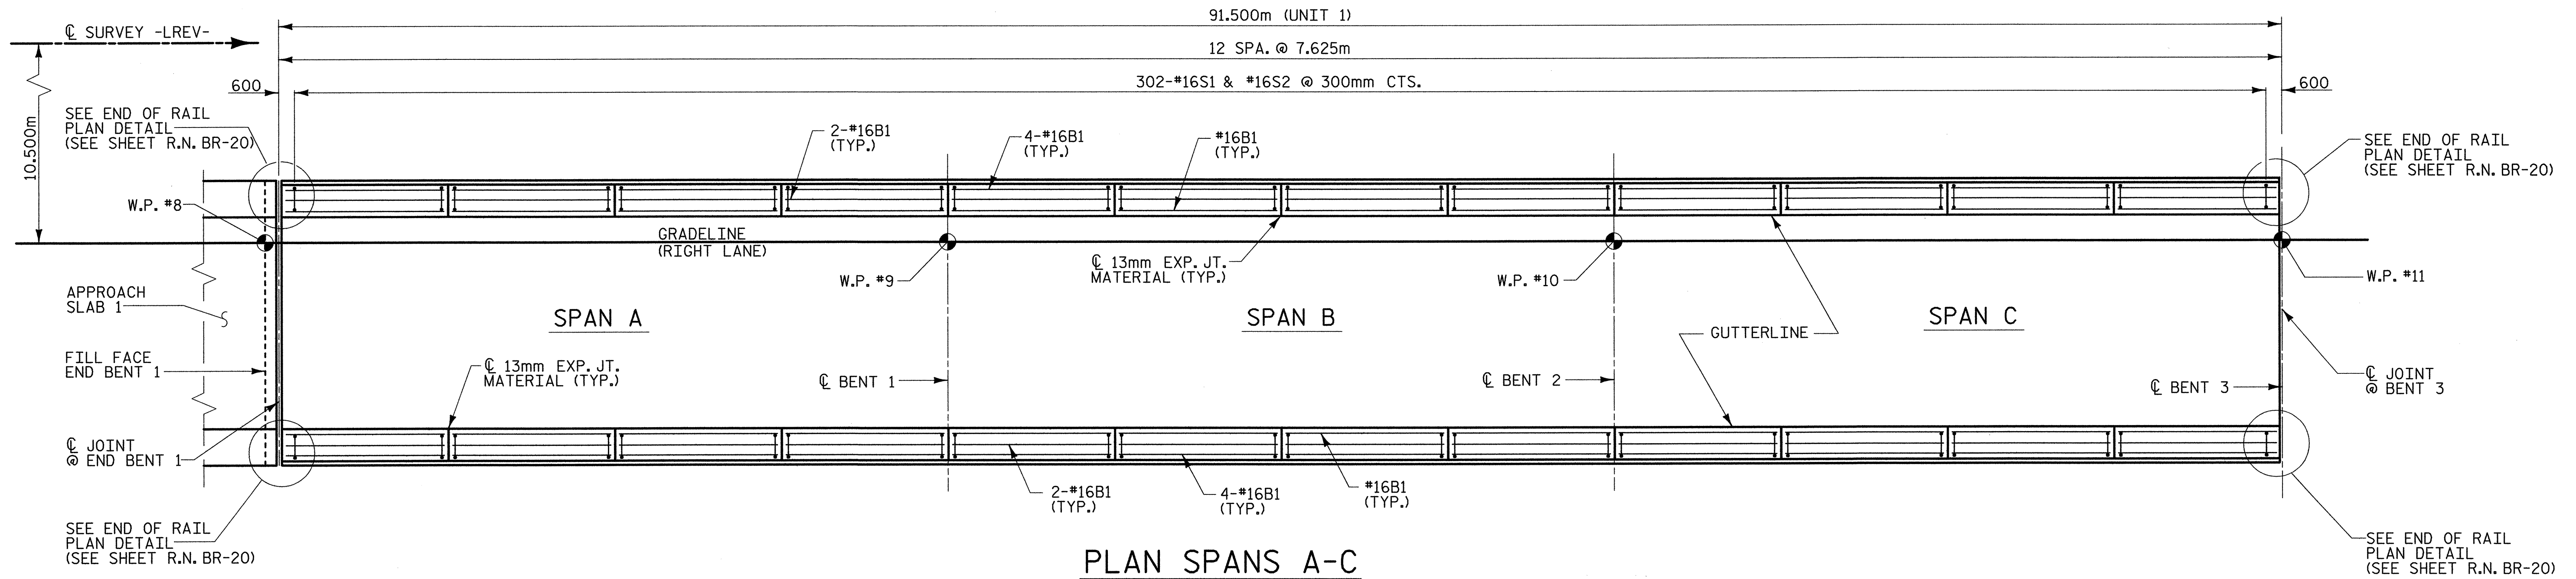 91.500m (UNIT 1)
℄ SURVEY -LREV-
12 SPA. @ 7.625m
302-#16S1 & #16S2 @ 300mm CTS.
600
600
10.500m
SEE END OF RAIL
PLAN DETAIL
(SEE SHEET R.N. BR-20)
2-#16B1
(TYP.)
4-#16B1
(TYP.)
#16B1
(TYP.)
SEE END OF RAIL
PLAN DETAIL
(SEE SHEET R.N. BR-20)
W.P. #8
GRADELINE
(RIGHT LANE)
W.P. #9
℄ 13mm EXP. JT.
MATERIAL (TYP.)
W.P. #10
W.P. #11
APPROACH
SLAB 1
SPAN A
SPAN B
SPAN C
GUTTERLINE
FILL FACE
END BENT 1
℄ 13mm EXP. JT.
MATERIAL (TYP.)
℄ BENT 1
℄ BENT 2
℄ BENT 3
℄ JOINT
@ BENT 3
℄ JOINT
@ END BENT 1
2-#16B1
(TYP.)
4-#16B1
(TYP.)
#16B1
(TYP.)
SEE END OF RAIL
PLAN DETAIL
(SEE SHEET R.N. BR-20)
SEE END OF RAIL
PLAN DETAIL
(SEE SHEET R.N. BR-20)
PLAN SPANS A-C